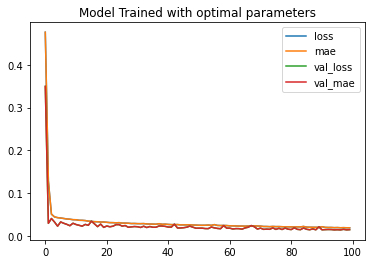 Model Trained with optimal parameters
loss
mae
val_loss
val_mae
0.4
0.3
0.2
0.1
0.0
0 20 40 60 80 100